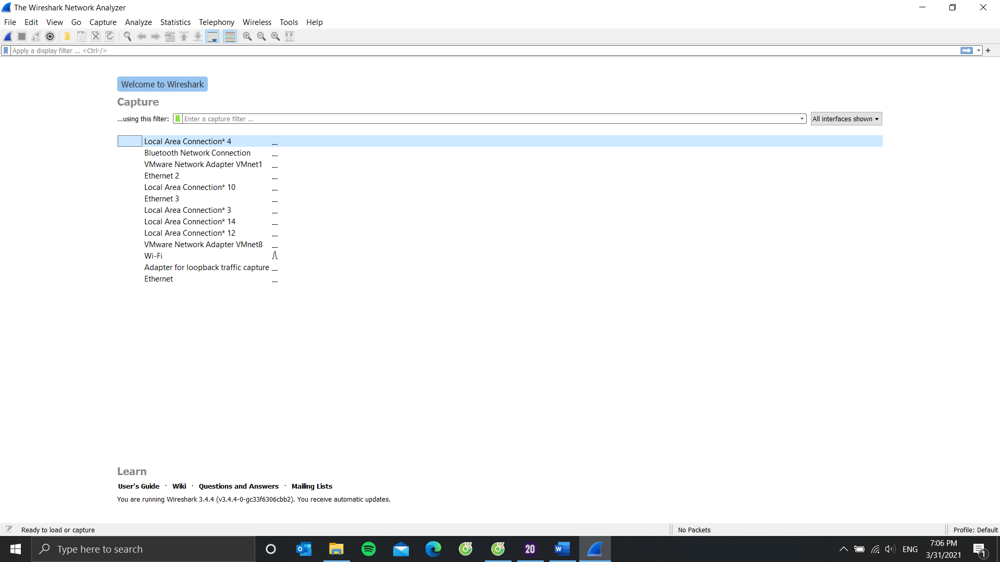 The Wireshark Network Analyzer
File Edit View Go Capture Analyze Statistics Telephony Wireless Tools Help
Apply a display filter ... <Ctrl-/>
Welcome to Wireshark
Capture
...using this filter: Enter a capture filter ... All interfaces shown
Local Area Connection* 4
Bluetooth Network Connection
VMware Network Adapter VMnet1
Ethernet 2
Local Area Connection* 10
Ethernet 3
Local Area Connection* 3
Local Area Connection* 14
Local Area Connection* 12
VMware Network Adapter VMnet8
Wi-Fi
Adapter for loopback traffic capture
Ethernet
Learn
User's Guide · Wiki · Questions and Answers · Mailing Lists
You are running Wireshark 3.4.4 (v3.4.4-0-gc33f6306cbb2). You receive automatic updates.
Ready to load or capture No Packets Profile: Default
Type here to search 20 ENG 7:06 PM
3/31/2021 1